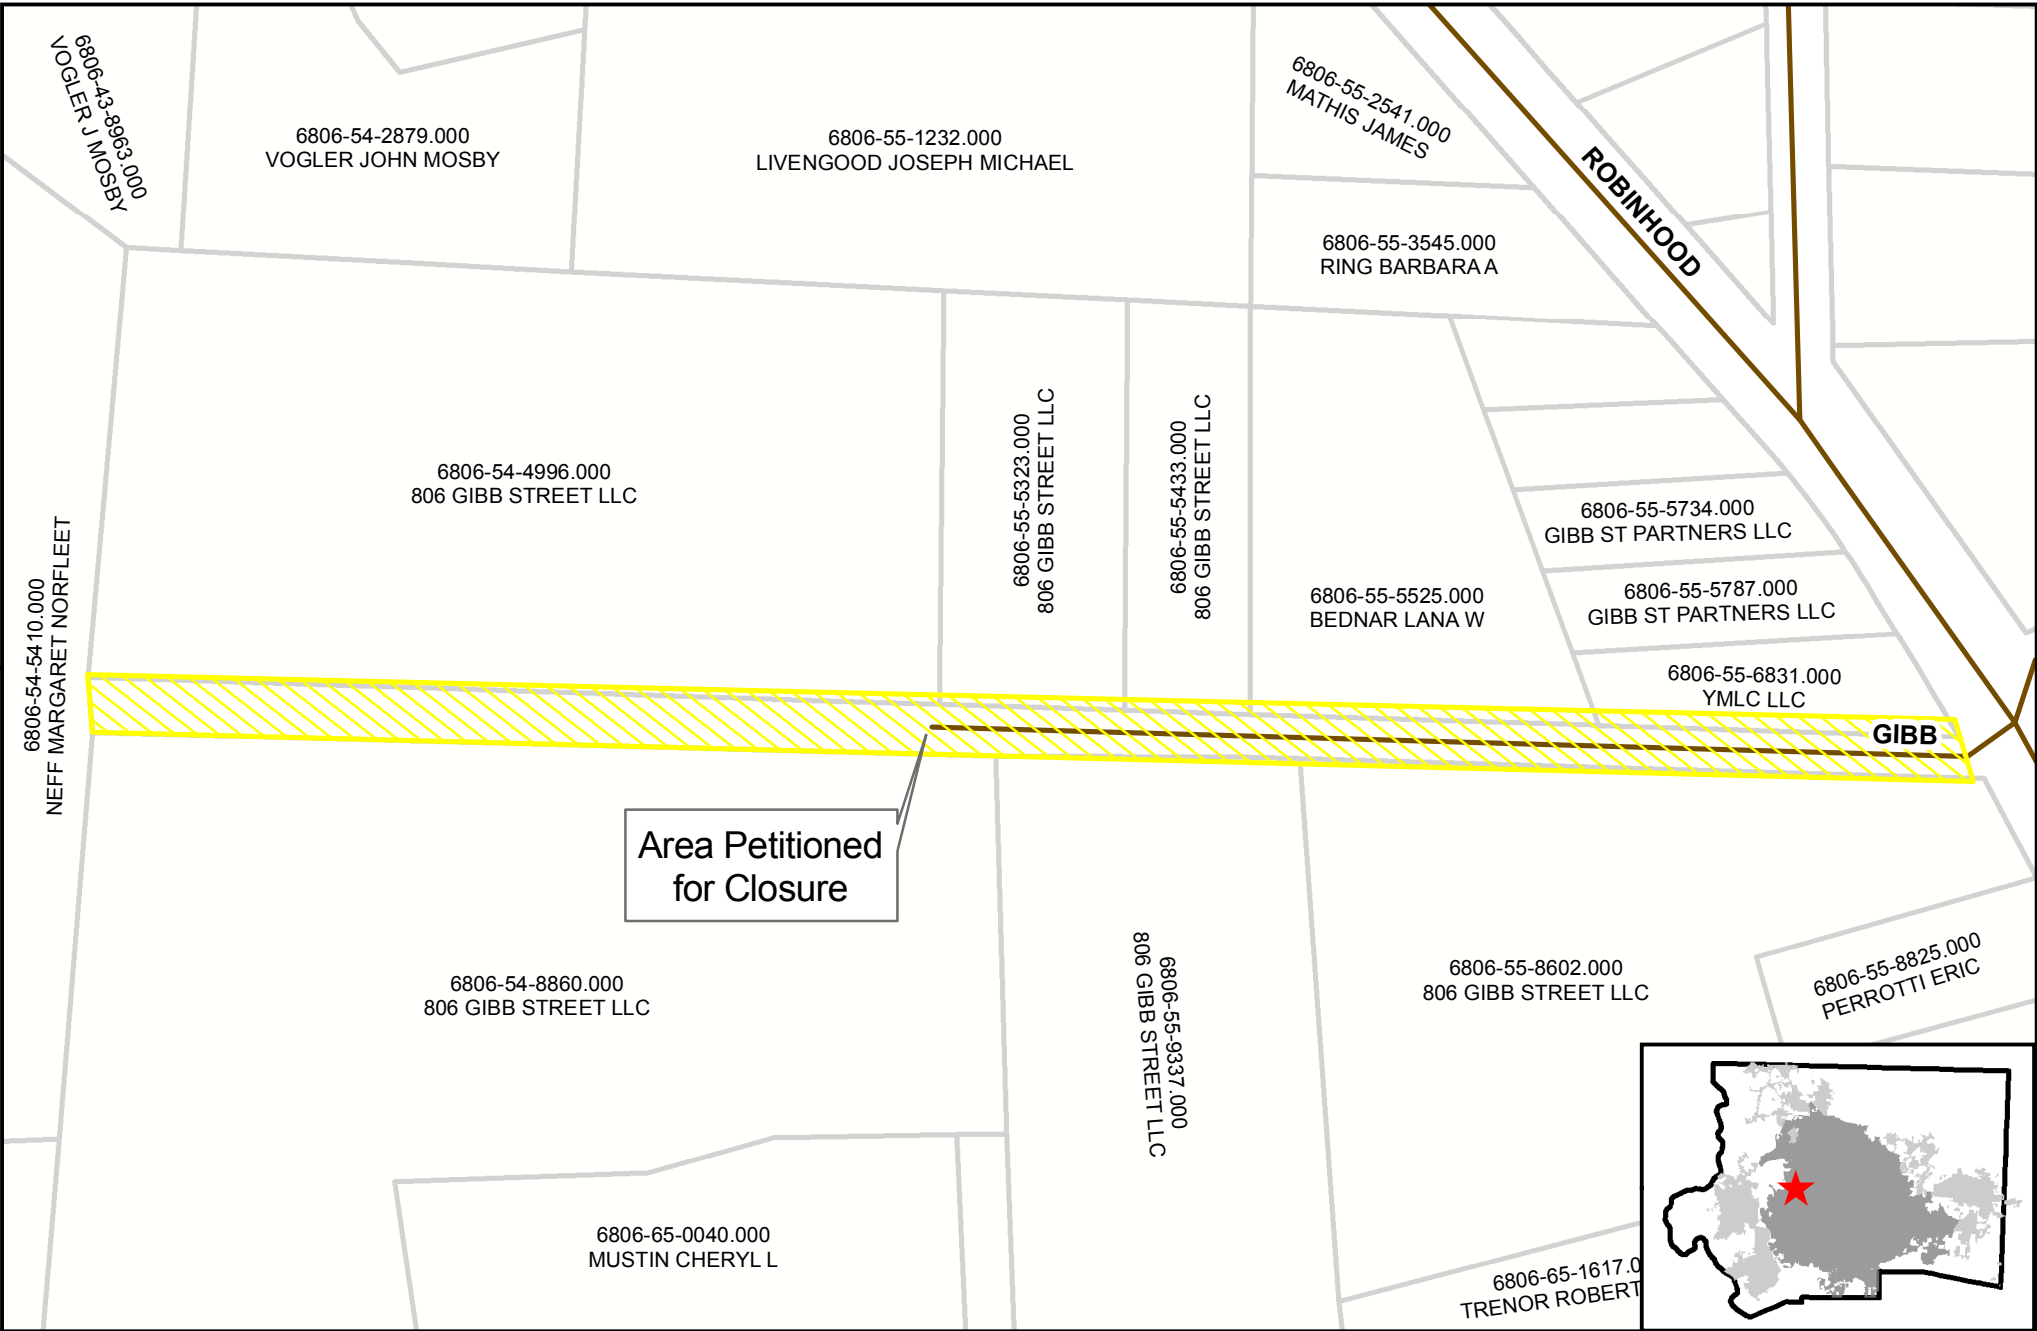 6806-43-8963.000
VOGLER J MOSBY
6806-54-2879.000
VOGLER JOHN MOSBY
6806-55-1232.000
LIVENGOOD JOSEPH MICHAEL
6806-55-2541.000
MATHIS JAMES
ROBINHOOD
6806-55-3545.000
RING BARBARA A
6806-54-4996.000
806 GIBB STREET LLC
6806-55-5323.000
806 GIBB STREET LLC
6806-55-5433.000
806 GIBB STREET LLC
6806-55-5734.000
GIBB ST PARTNERS LLC
6806-55-5525.000
BEDNAR LANA W
6806-55-5787.000
GIBB ST PARTNERS LLC
6806-54-5410.000
NEFF MARGARET NORFLEET
6806-55-6831.000
YMLC LLC
GIBB
Area Petitioned
for Closure
6806-54-8860.000
806 GIBB STREET LLC
6806-55-9337.000
806 GIBB STREET LLC
6806-55-8602.000
806 GIBB STREET LLC
6806-55-8825.000
PERROTTI ERIC
6806-65-0040.000
MUSTIN CHERYL L
6806-65-1617.0
TRENOR ROBERT